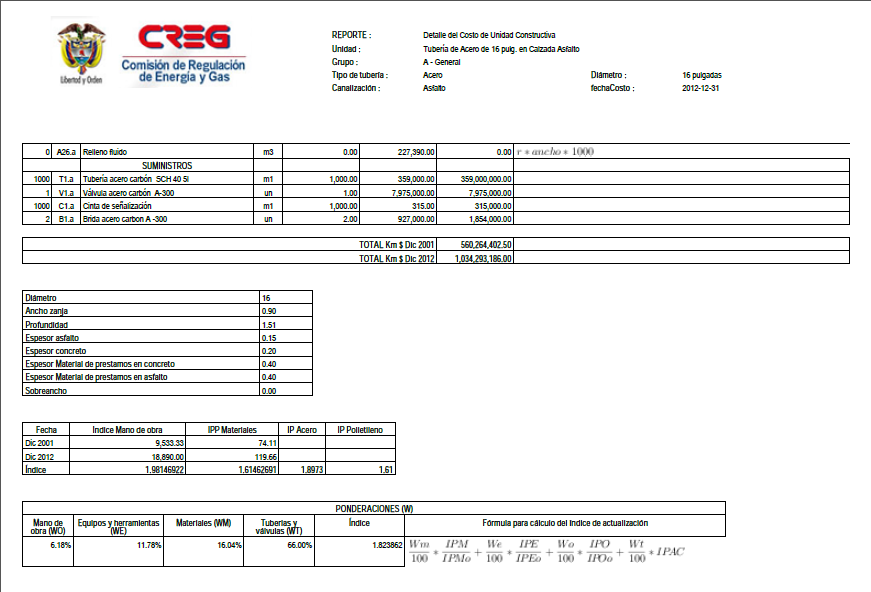 Libertad y Orden
CREG
Comisión de Regulación
de Energía y Gas
REPORTE : Detalle del Costo de Unidad Constructiva
Unidad : Tubería de Acero de 16 pulg. en Calzada Asfalto
Grupo : A - General
Tipo de tubería : Acero Diámetro : 16 pulgadas
Canalización : Asfalto fechaCosto : 2012-12-31
0 A26.a Relleno fluido m3 0.00 227,390.00 0.00 r * ancho * 1000
SUMINISTROS
1000 T1.a Tubería acero carbón SCH 40 5l m1 1,000.00 359,000.00 359,000,000.00
1 V1.a Válvula acero carbón A-300 un 1.00 7,975,000.00 7,975,000.00
1000 C1.a Cinta de señalización m1 1,000.00 315.00 315,000.00
2 B1.a Brida acero carbon A -300 un 2.00 927,000.00 1,854,000.00
TOTAL Km $ Dic 2001 560,264,402.50
TOTAL Km $ Dic 2012 1,034,293,186.00
Diámetro 16
Ancho zanja 0.90
Profundidad 1.51
Espesor asfalto 0.15
Espesor concreto 0.20
Espesor Material de prestamos en concreto 0.40
Espesor Material de prestamos en asfalto 0.40
Sobreancho 0.00
Fecha Indice Mano de obra IPP Materiales IP Acero IP Polietileno
Dic 2001 9,533.33 74.11
Dic 2012 18,890.00 119.66
Índice 1.98146922 1.61462691 1.8973 1.61
PONDERACIONES (W)
Mano de obra (WO) Equipos y herramientas (WE) Materiales (WM) Tuberías y válvulas (WT) Índice Fórmula para cálculo del índice de actualización
6.18% 11.78% 16.04% 66.00% 1.823862 Wm/100 * IPM/IPMo + We/100 * IPE/IPEo + Wo/100 * IPO/IPOo + Wt/100 * IPAC